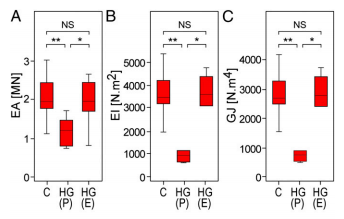 A
NS
** *
EA [MN]
3
2
1
0
C HG (P) HG (E)
B
NS
** *
EI [N.m²]
5000
4000
3000
2000
1000
0
C HG (P) HG (E)
C
NS
** *
GJ [N.m⁴]
4000
3000
2000
1000
0
C HG (P) HG (E)